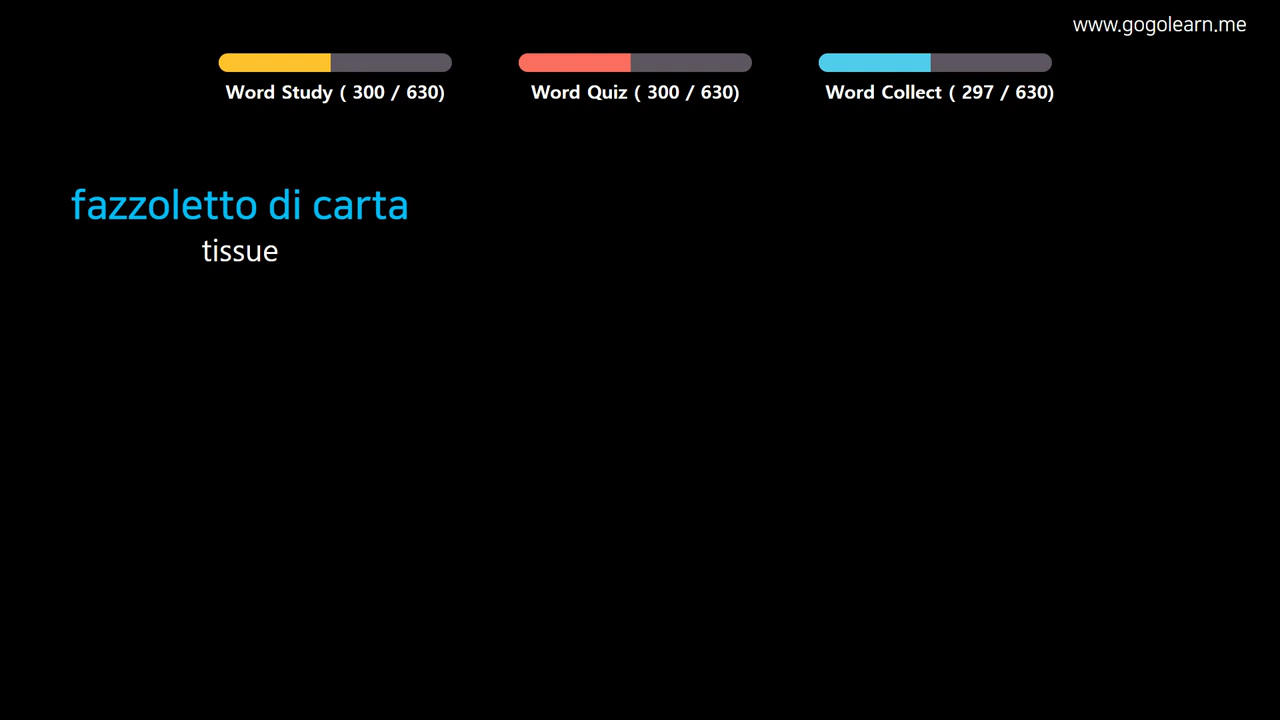 www.gogolearn.me
Word Study ( 300 / 630)
Word Quiz ( 300 / 630)
Word Collect ( 297 / 630)
fazzoletto di carta
tissue